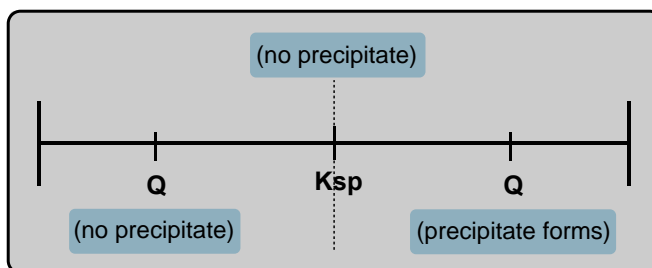 (no precipitate)
Q Ksp Q
(no precipitate) (precipitate forms)